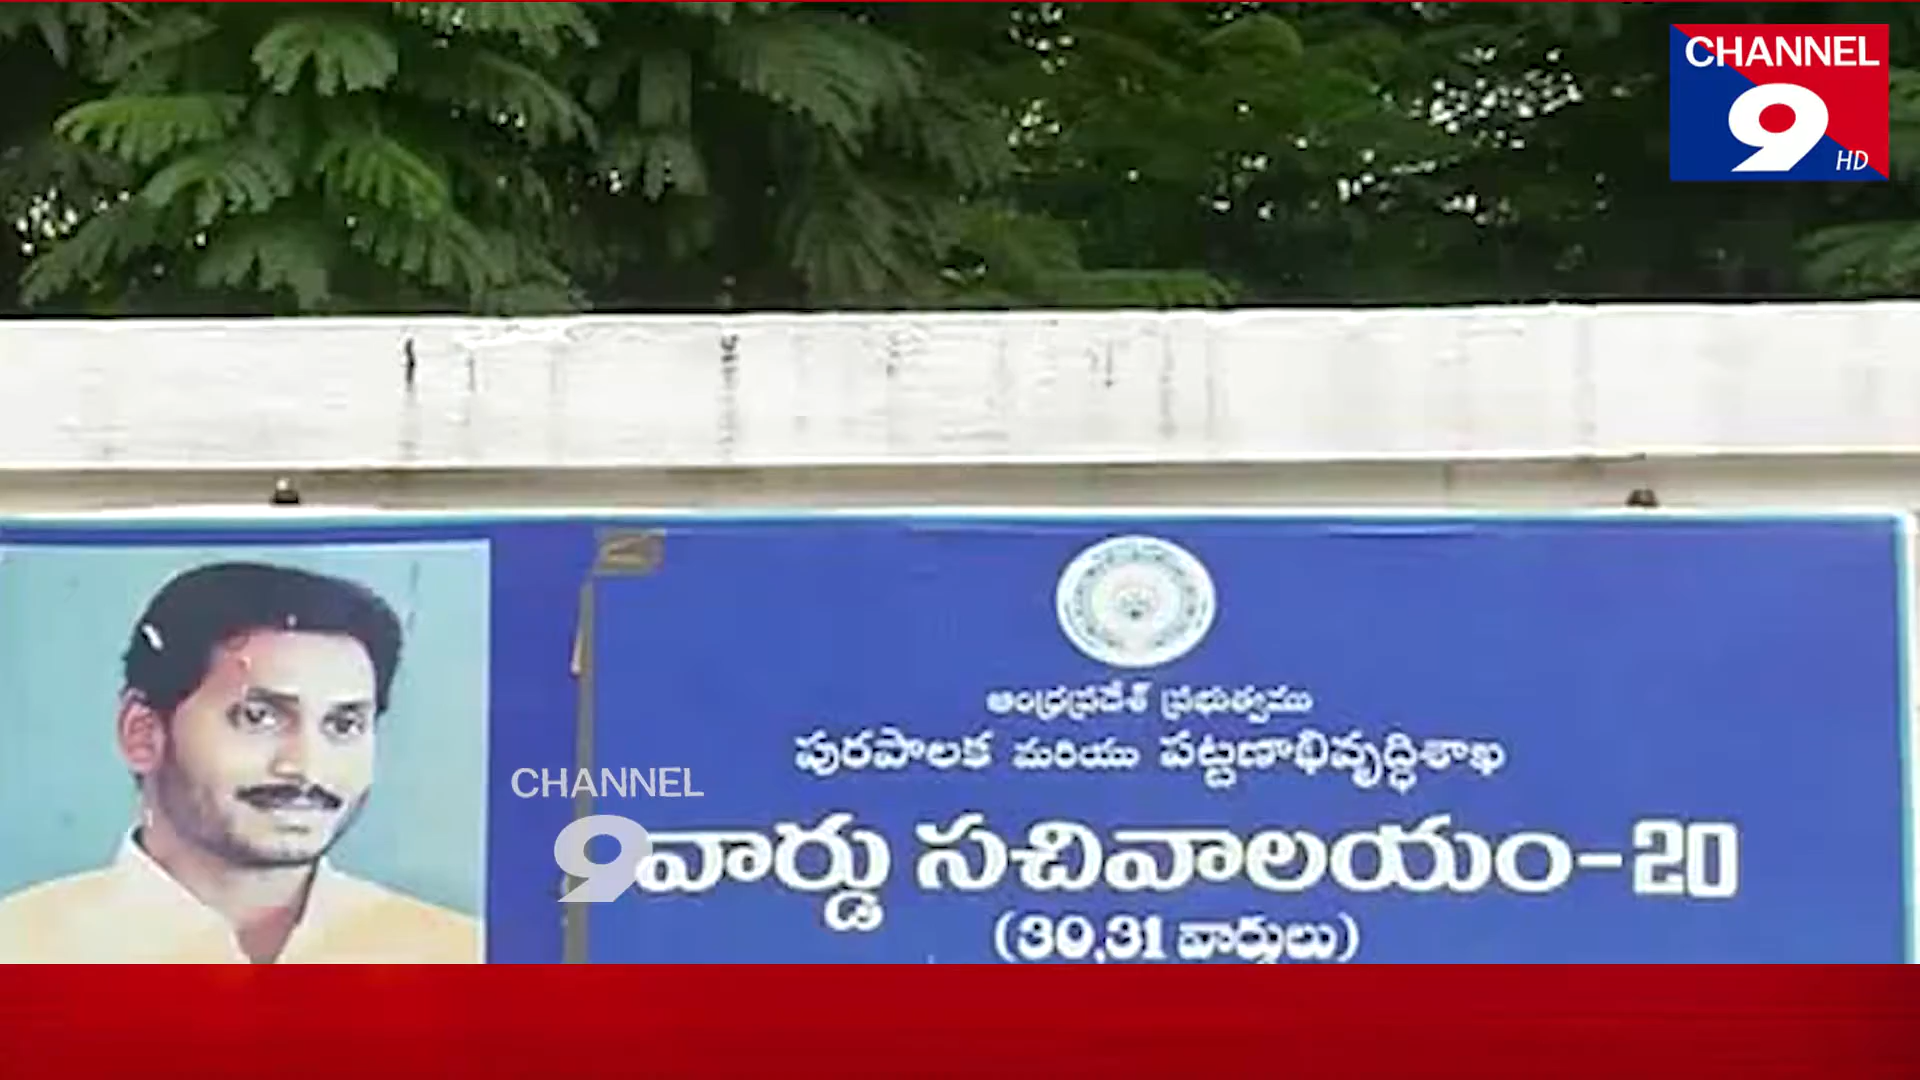 CHANNEL
9
HD
ఆంధ్రప్రదేశ్ ప్రభుత్వము
పురపాలక మరియు పట్టణాభివృద్ధిశాఖ
CHANNEL
9
వార్డు సచివాలయం-20
(30,31 వార్డులు)